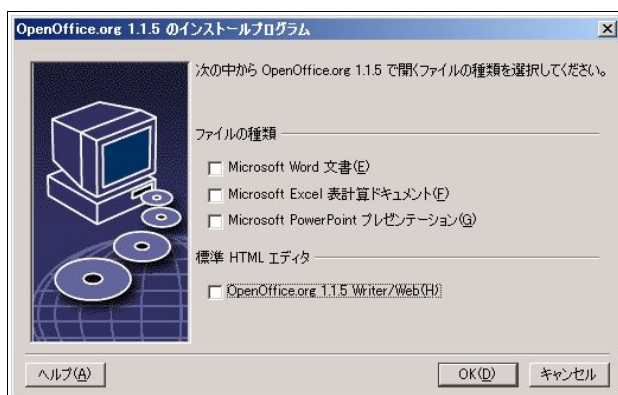 OpenOffice.org 1.1.5 のインストールプログラム
次の中から OpenOffice.org 1.1.5 で開くファイルの種類を選択してください。
ファイルの種類
Microsoft Word 文書(E)
Microsoft Excel 表計算ドキュメント(F)
Microsoft PowerPoint プレゼンテーション(G)
標準 HTML エディタ
OpenOffice.org 1.1.5 Writer/Web(H)
ヘルプ(A)
OK(D)
キャンセル